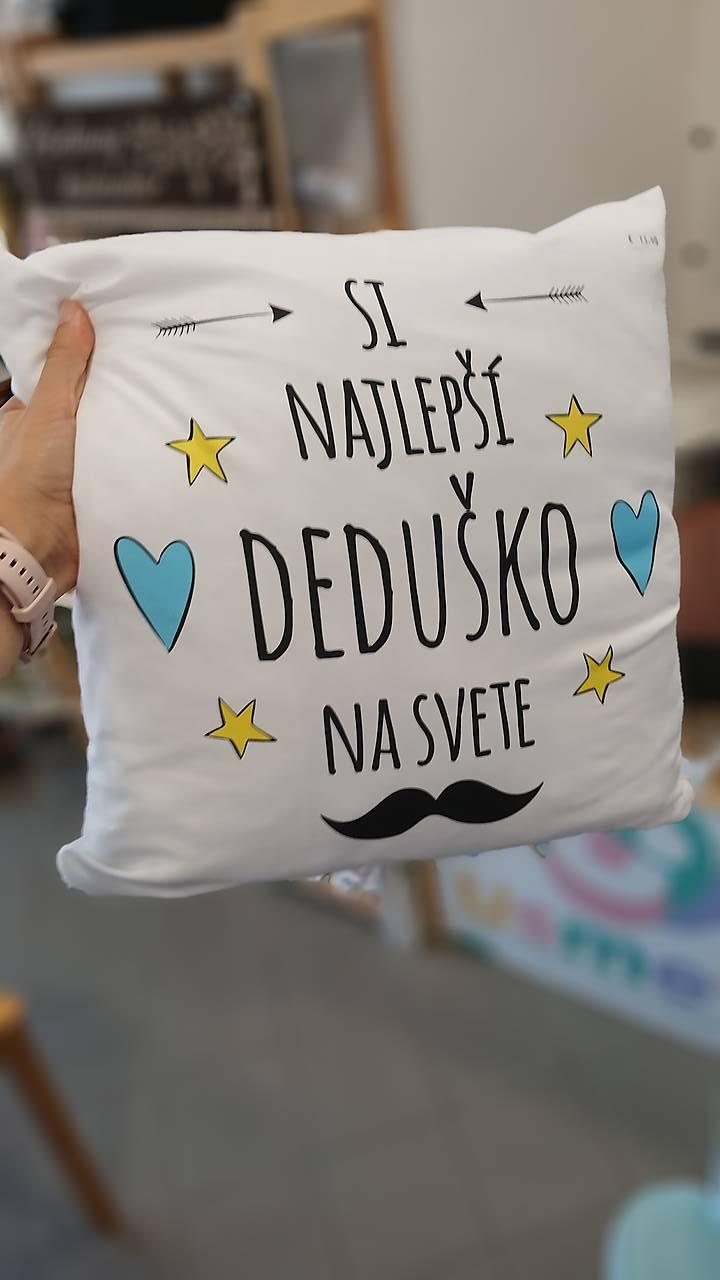 SI
NAJLEPŠÍ
DEDUŠKO
NA SVETE